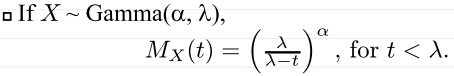 ▫ If X ~ Gamma(α, λ),
M_X(t) = (λ/(λ−t))^α, for t < λ.